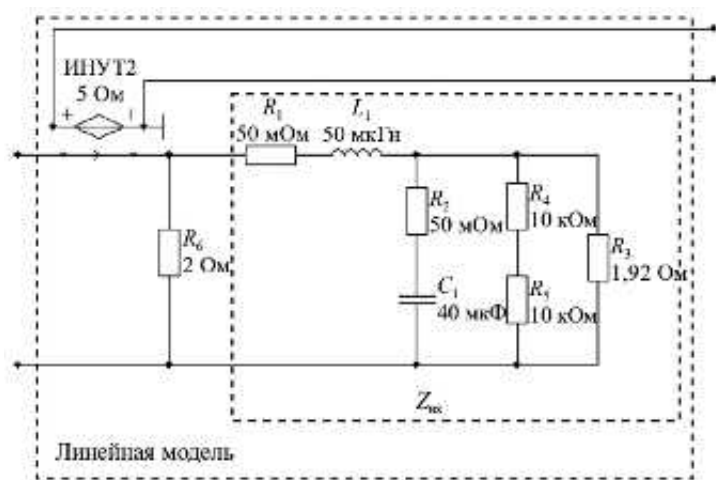 ИНУТ2
5 Ом
+ −
R₁
50 мОм
L₁
50 мкГн
R₂
50 мОм
C₁
40 мкФ
R₄
10 кОм
R₅
10 кОм
R₃
1,92 Ом
R₆
2 Ом
Zвх
Линейная модель